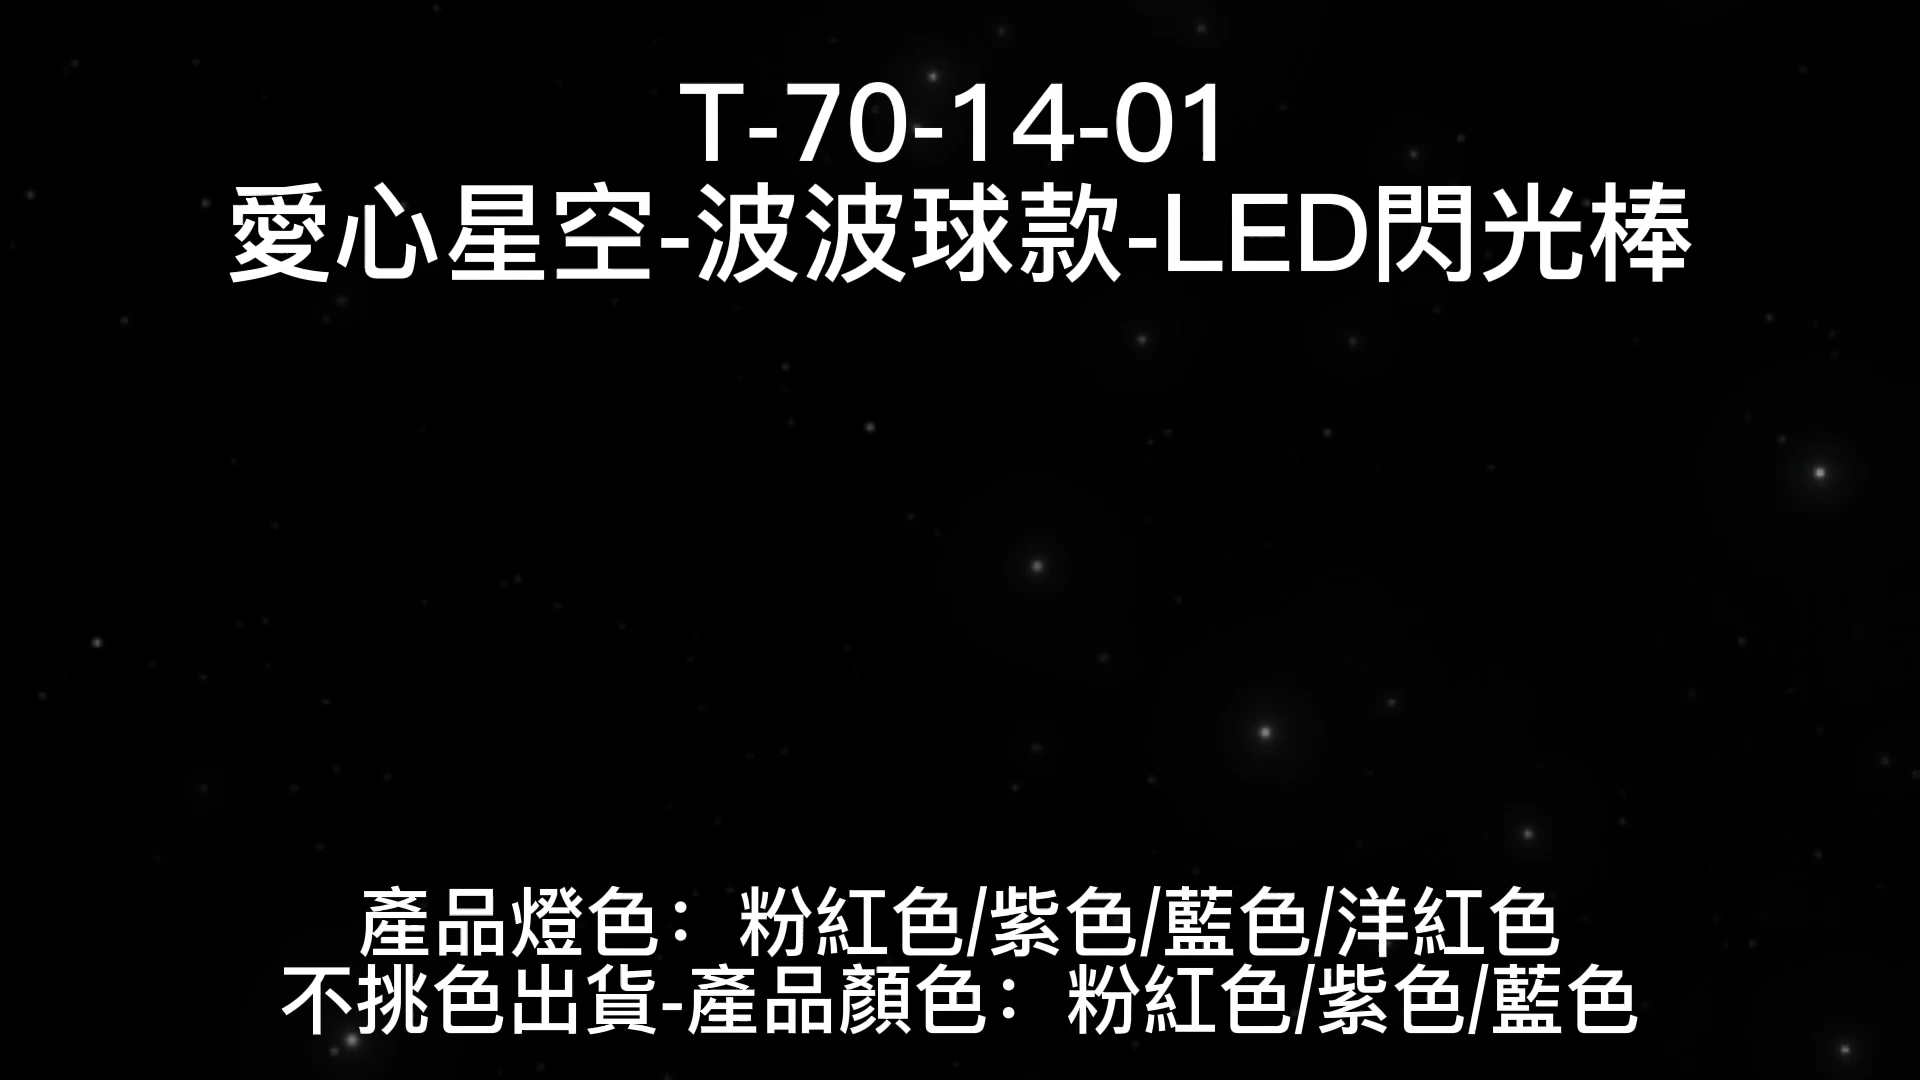 T-70-14-01
愛心星空-波波球款-LED閃光棒
產品燈色：粉紅色/紫色/藍色/洋紅色
不挑色出貨-產品顏色：粉紅色/紫色/藍色